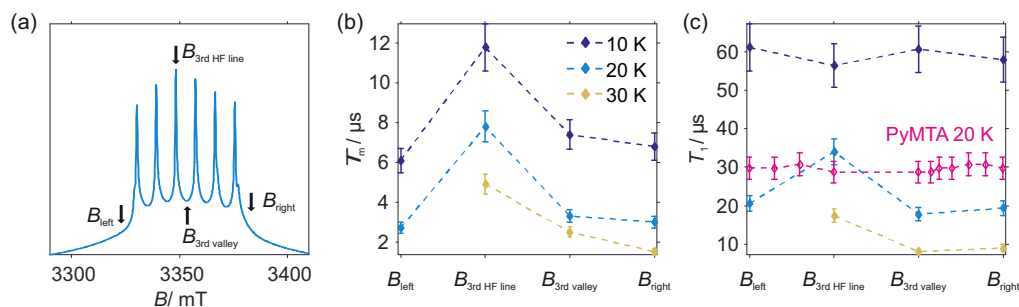 (a)
B3rd HF line
Bleft
Bright
B3rd valley
3290 3350 3400
B/ mT
(b)
12
10
8
6
4
2
Tm / µs
10 K
20 K
30 K
Bleft B3rd HF line B3rd valley Bright
(c)
60
50
40
30
20
10
T1 / µs
PyMTA 20 K
Bleft B3rd HF line B3rd valley Bright